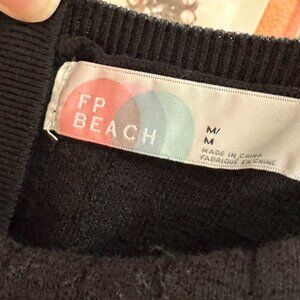 FP
BEACH
M/
M
MADE IN CHINA
FABRIQUÉ EN CHINE